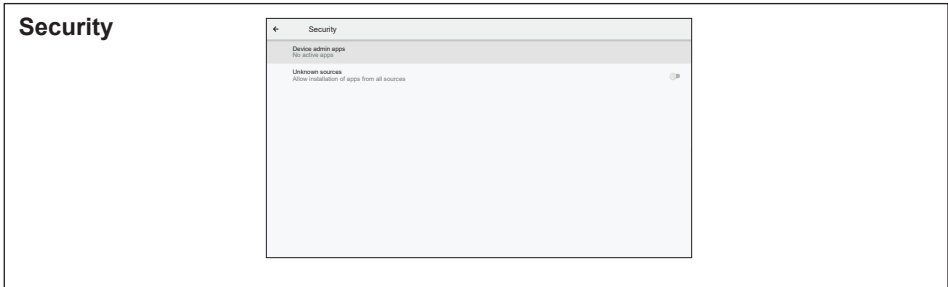 Security
Security
Device admin apps
No active apps
Unknown sources
Allow installation of apps from all sources